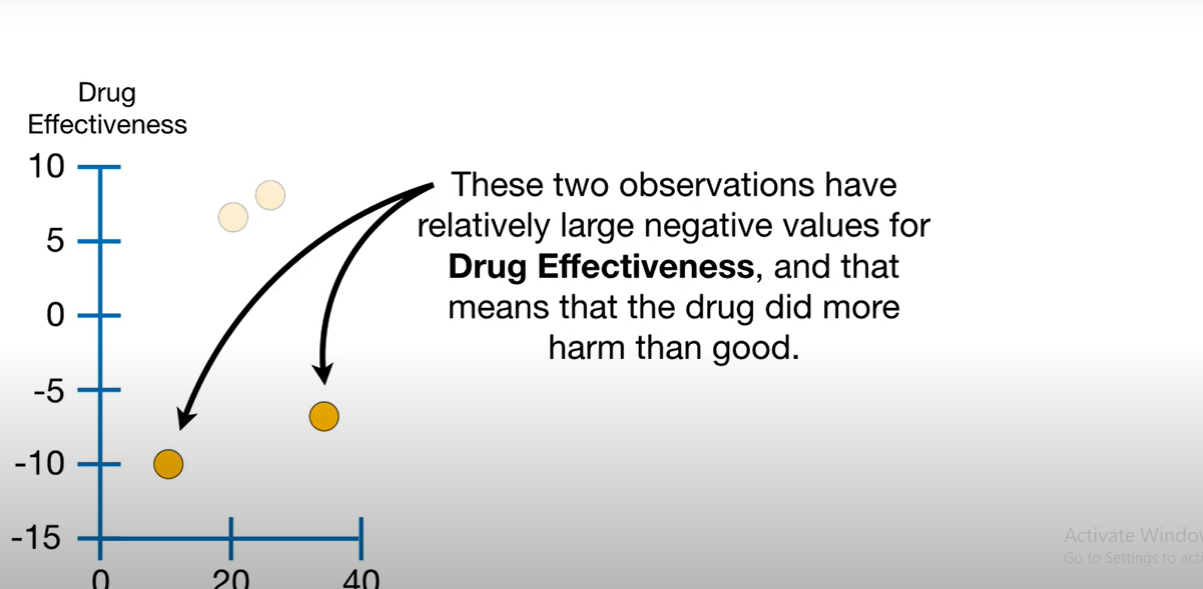 Drug
Effectiveness
10
5
0
-5
-10
-15
0
20
40
These two observations have
relatively large negative values for
Drug Effectiveness, and that
means that the drug did more
harm than good.
Activate Window
Go to Settings to acti